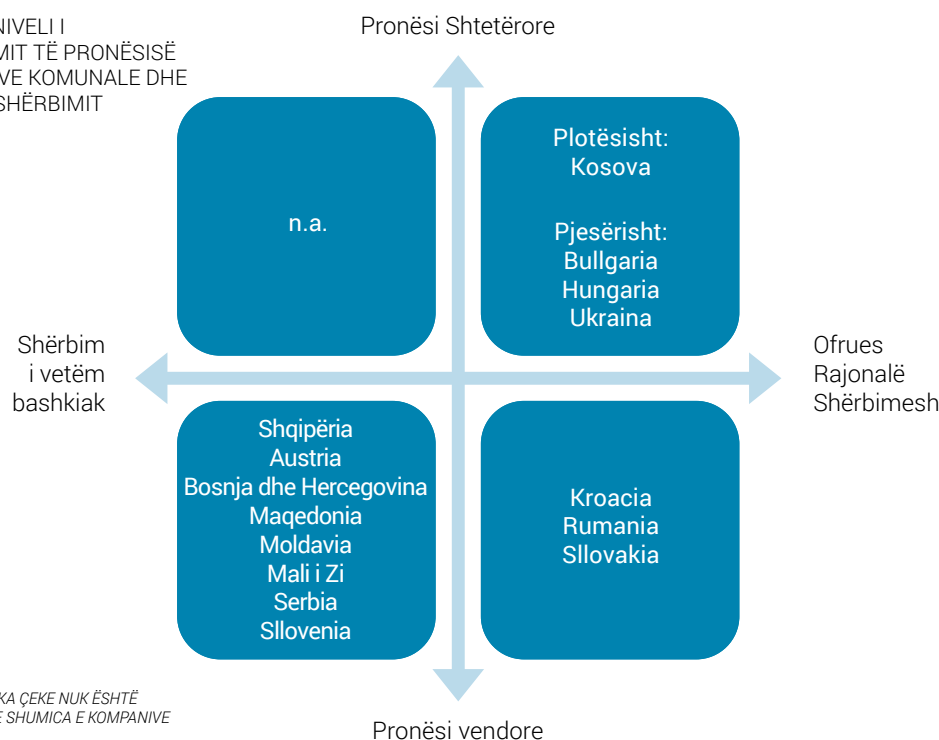 NIVELI I
MIT TË PRONËSISË
VE KOMUNALE DHE
SHËRBIMIT
Pronësi Shtetërore
n.a.
Plotësisht:
Kosova
Pjesërisht:
Bullgaria
Hungaria
Ukraina
Shërbim
i vetëm
bashkiak
Ofrues
Rajonalë
Shërbimesh
Shqipëria
Austria
Bosnja dhe Hercegovina
Maqedonia
Moldavia
Mali i Zi
Serbia
Sllovenia
Kroacia
Rumania
Sllovakia
KA ÇEKE NUK ËSHTË
E SHUMICA E KOMPANIVE
Pronësi vendore